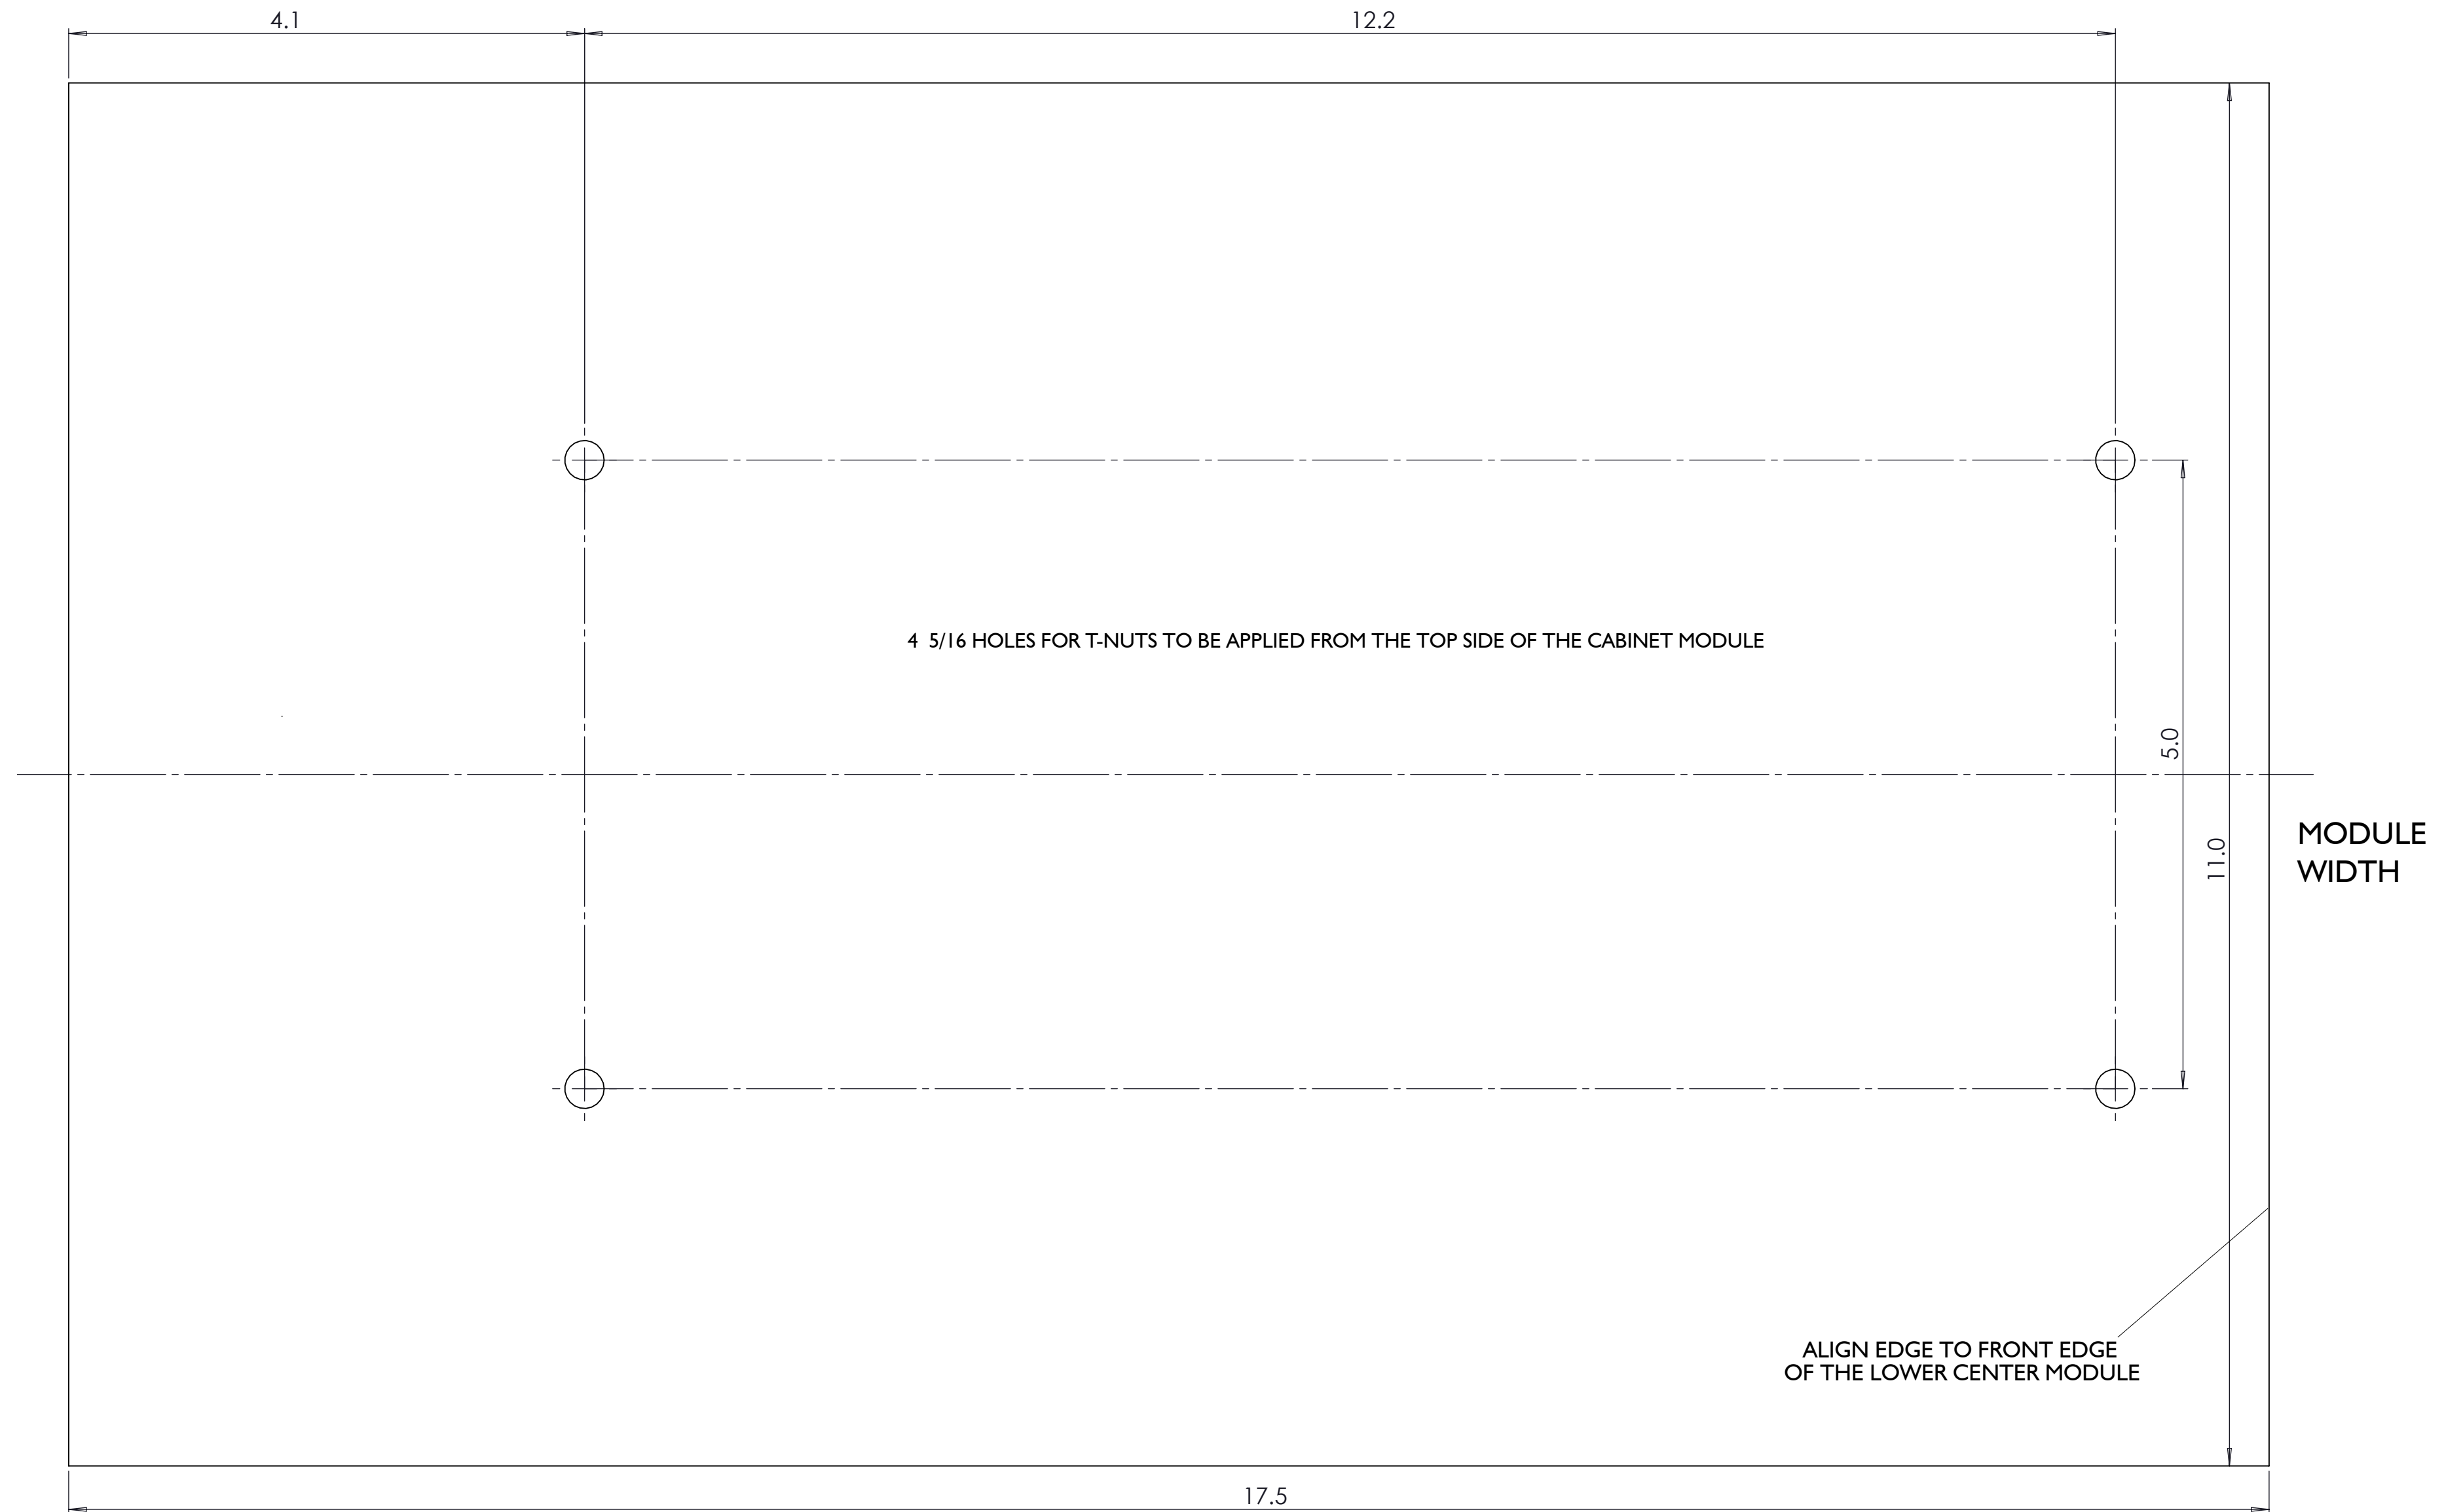 4.1
12.2
4 5/16 HOLES FOR T-NUTS TO BE APPLIED FROM THE TOP SIDE OF THE CABINET MODULE
5.0
11.0
MODULE
WIDTH
ALIGN EDGE TO FRONT EDGE
OF THE LOWER CENTER MODULE
17.5